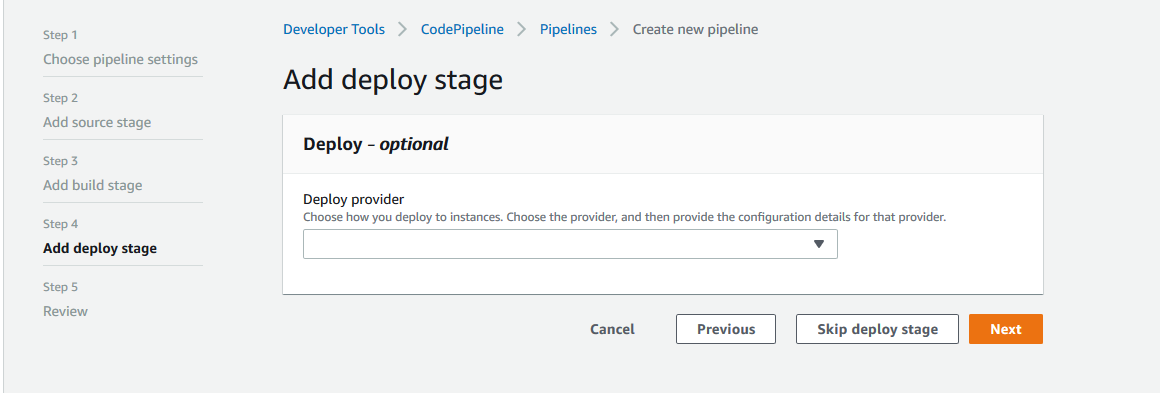 Step 1
Choose pipeline settings
Step 2
Add source stage
Step 3
Add build stage
Step 4
Add deploy stage
Step 5
Review
Developer Tools > CodePipeline > Pipelines > Create new pipeline
Add deploy stage
Deploy - optional
Deploy provider
Choose how you deploy to instances. Choose the provider, and then provide the configuration details for that provider.
Cancel Previous Skip deploy stage Next